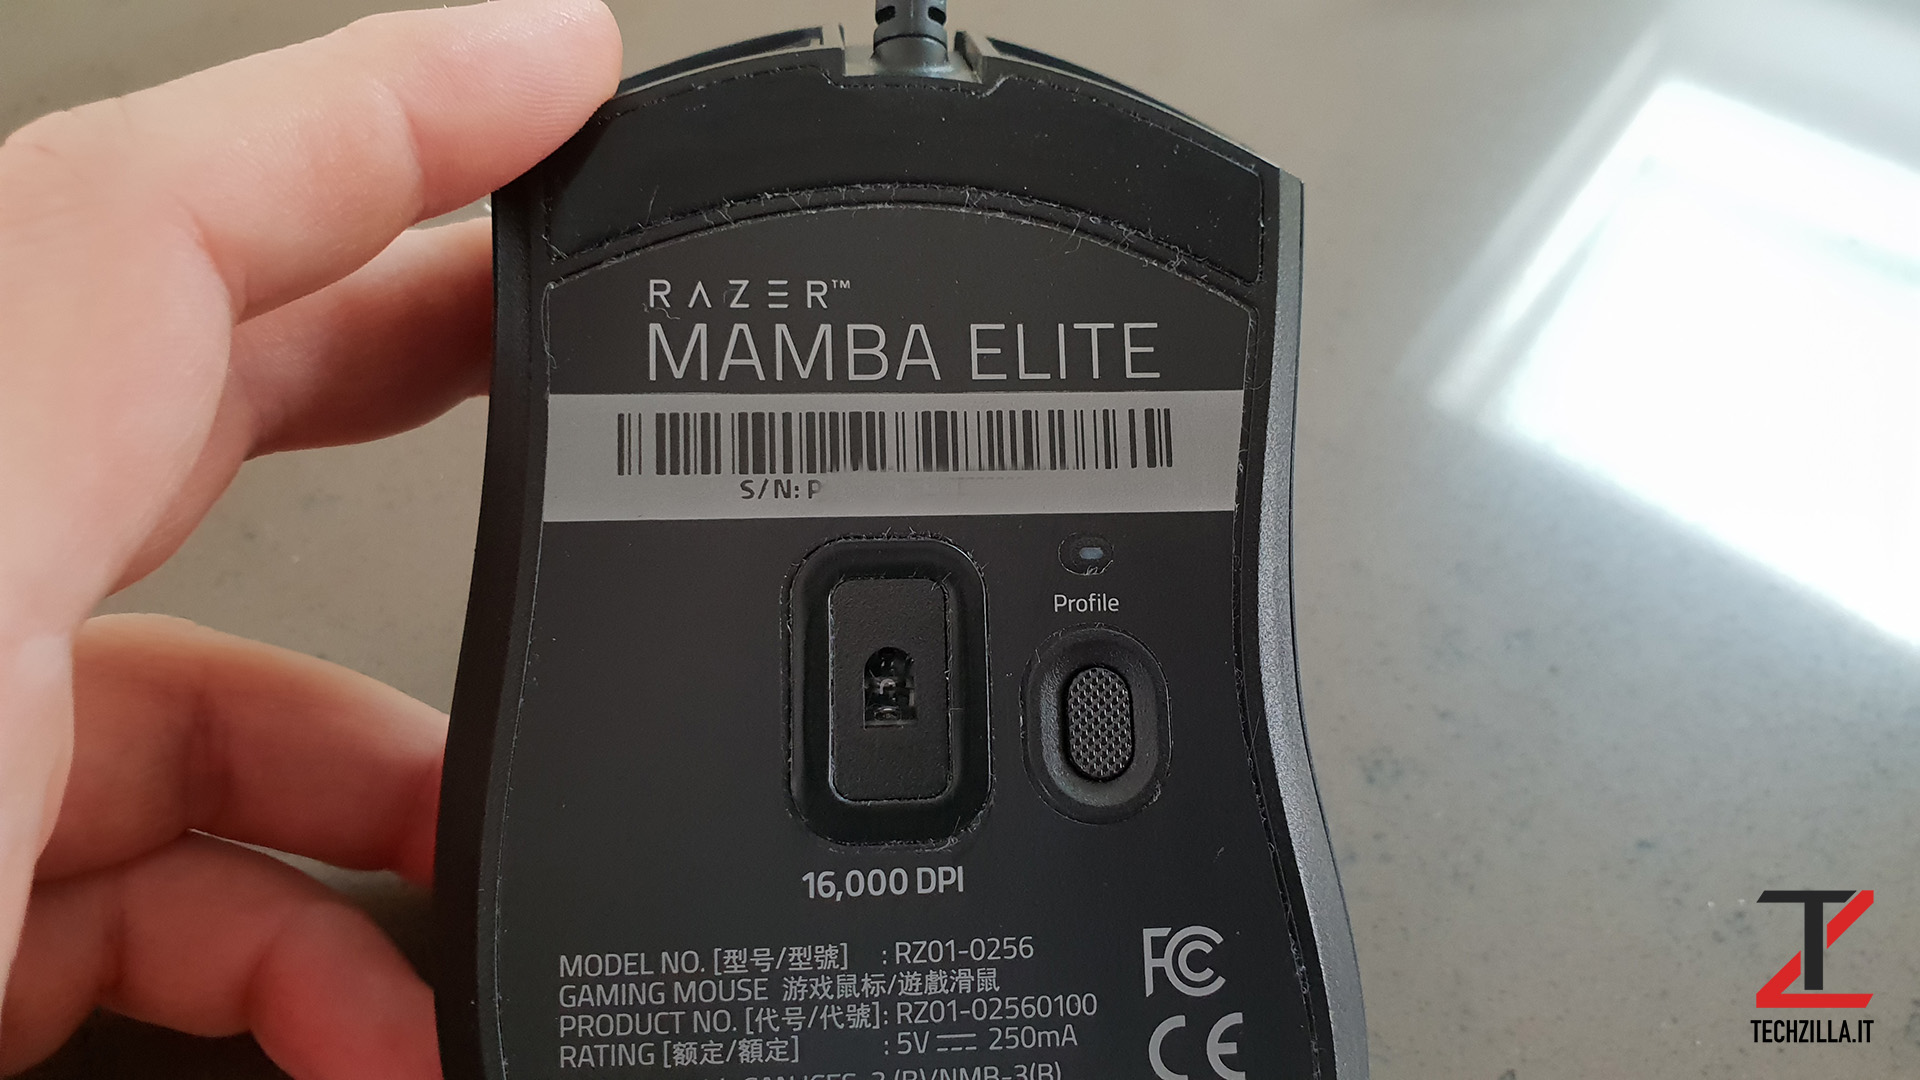 RAZER™
MAMBA ELITE
S/N: P
Profile
16,000 DPI
MODEL NO. [型号/型號] : RZ01-0256
GAMING MOUSE 游戏鼠标/遊戲滑鼠
PRODUCT NO. [代号/代號]: RZ01-02560100
RATING [额定/額定] : 5V ⎓ 250mA
FC
CE
TECHZILLA.IT